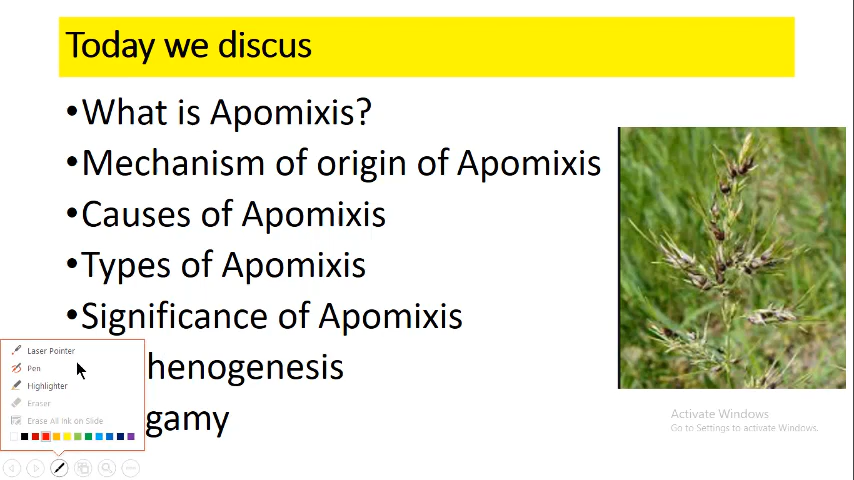 Today we discus
•What is Apomixis?
•Mechanism of origin of Apomixis
•Causes of Apomixis
•Types of Apomixis
•Significance of Apomixis
henogenesis
gamy
Laser Pointer
Pen
Highlighter
Eraser
Erase All Ink on Slide
Activate Windows
Go to Settings to activate Windows.